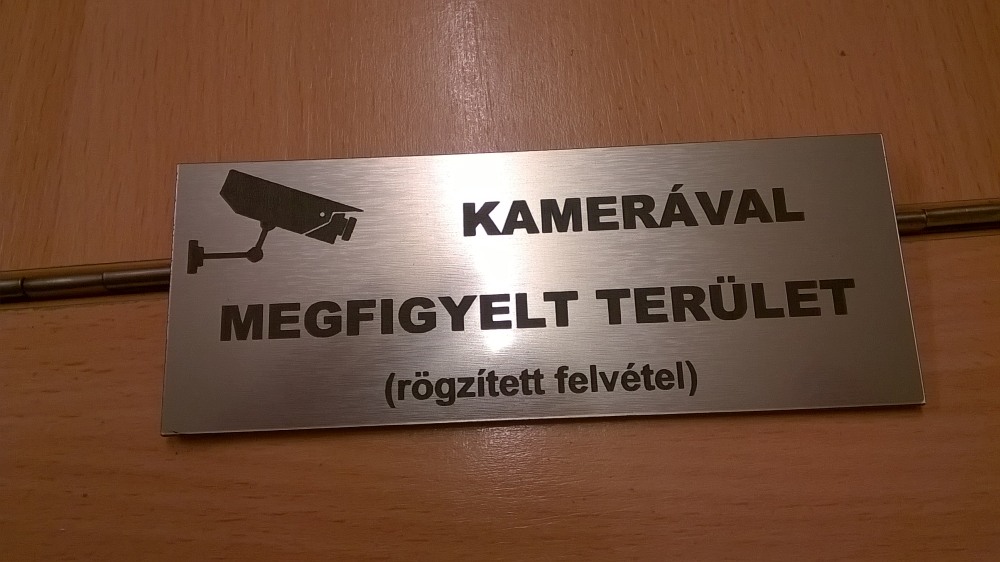 KAMERÁVAL
MEGFIGYELT TERÜLET
(rögzített felvétel)